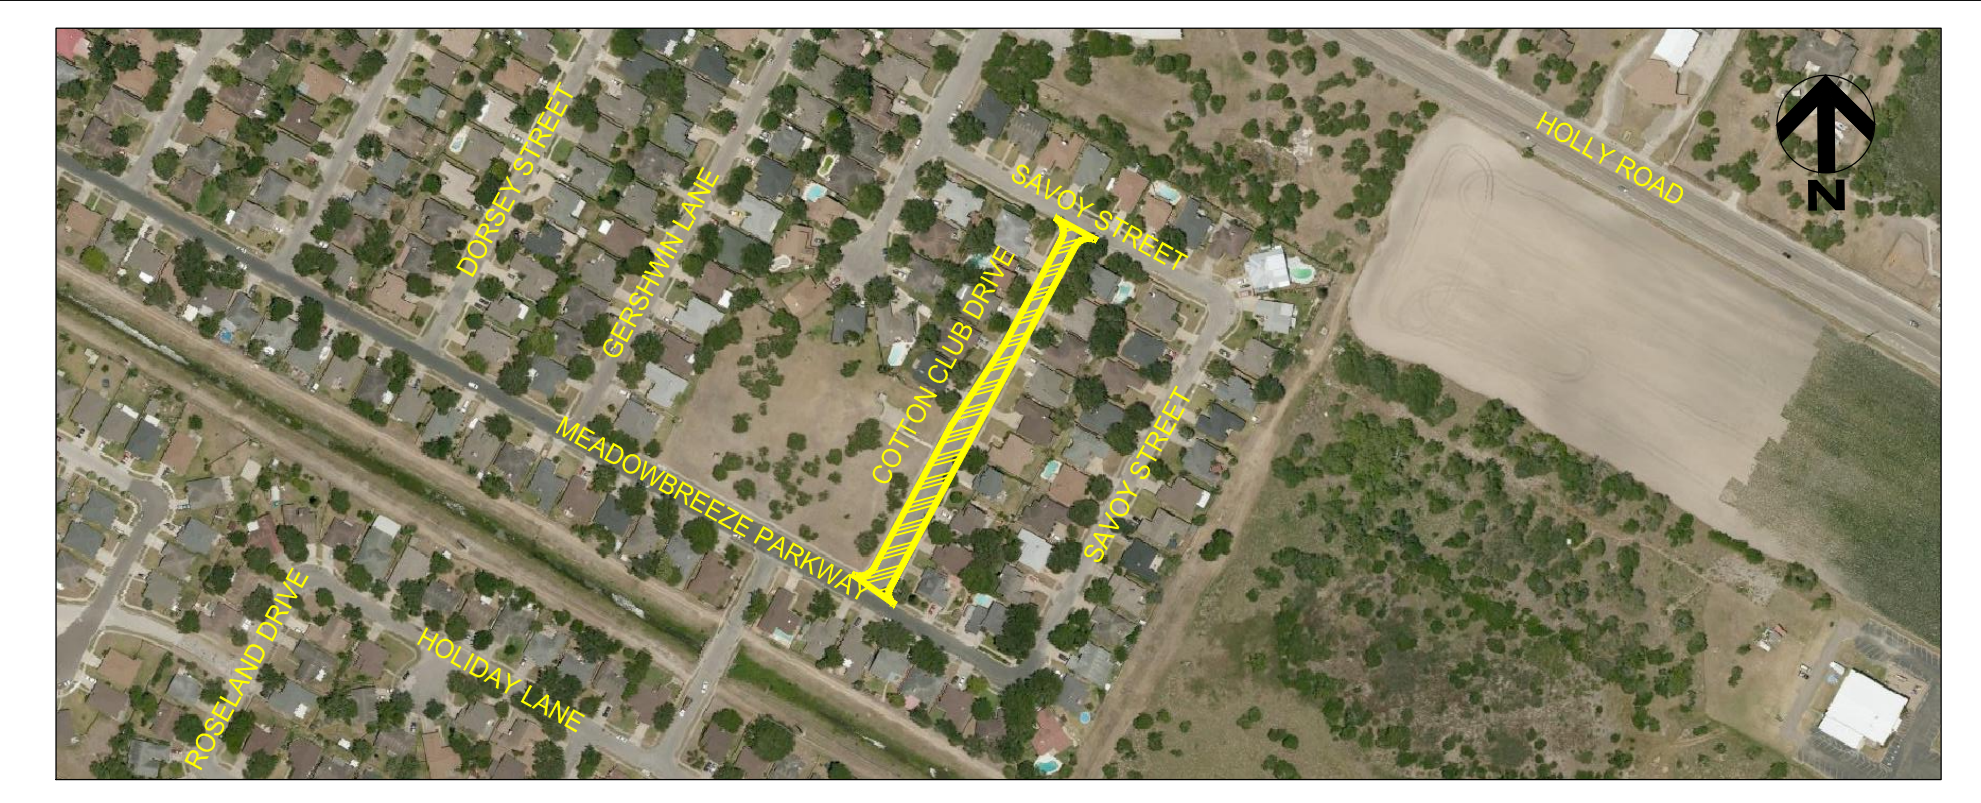 HOLLY ROAD
N
DORSEY STREET
GERSHWIN LANE
SAVOY STREET
COTTON CLUB DRIVE
MEADOWBREEZE PARKWAY
SAVOY STREET
ROSELAND DRIVE
HOLIDAY LANE